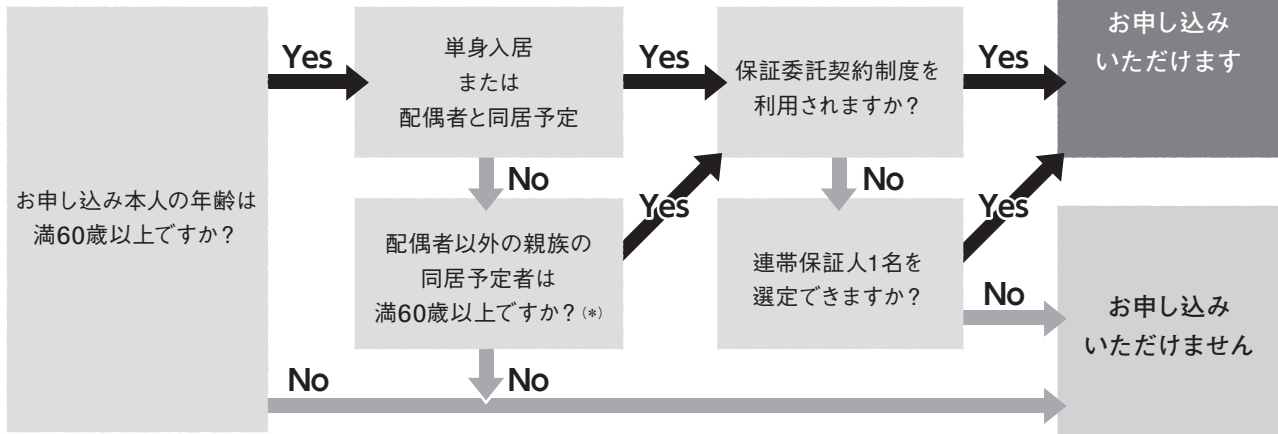 お申し込み本人の年齢は
満60歳以上ですか?
Yes
No
単身入居
または
配偶者と同居予定
Yes
No
配偶者以外の親族の
同居予定者は
満60歳以上ですか?(*)
Yes
No
保証委託契約制度を
利用されますか?
Yes
No
連帯保証人1名を
選定できますか?
Yes
No
お申し込み
いただけます
お申し込み
いただけません